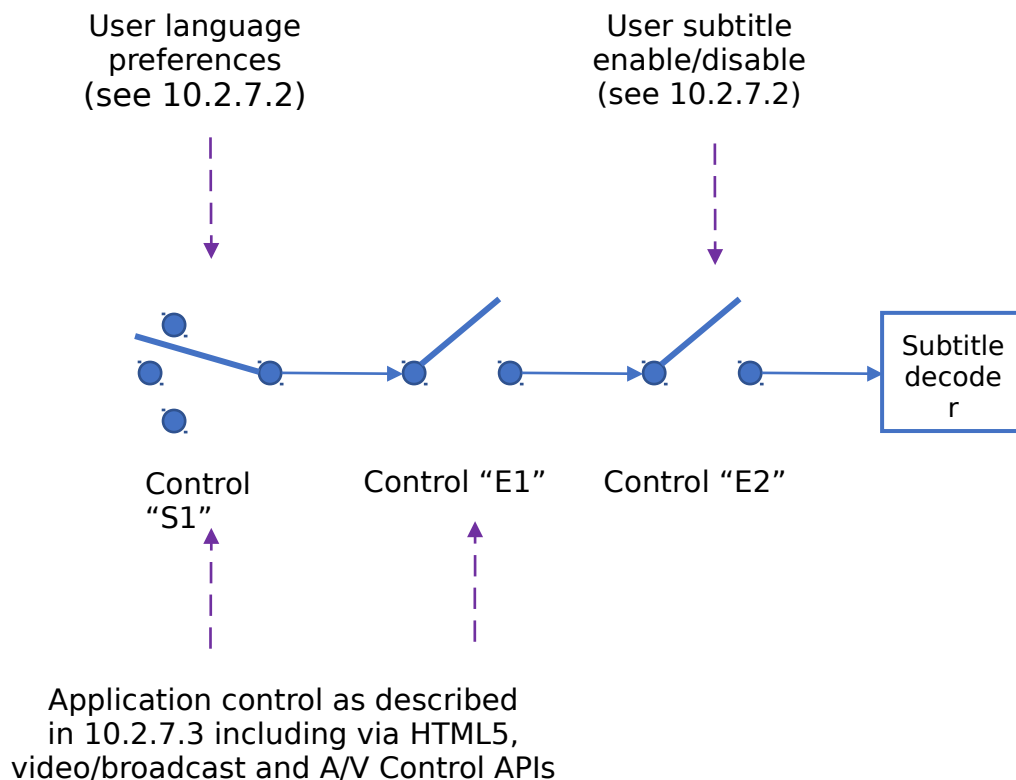 User language
preferences
(see 10.2.7.2)
User subtitle
enable/disable
(see 10.2.7.2)
Subtitle
decode
r
Control
“S1”
Control “E1”
Control “E2”
Application control as described
in 10.2.7.3 including via HTML5,
video/broadcast and A/V Control APIs